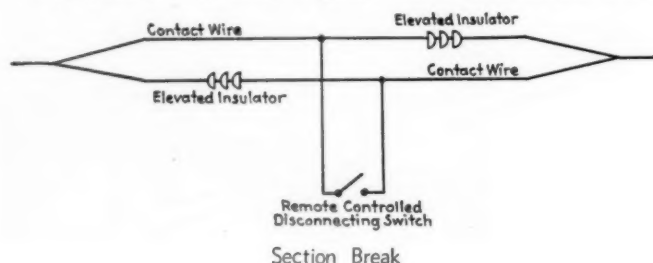 Elevated Insulator
Contact Wire
Contact Wire
Elevated Insulator
Remote Controlled
Disconnecting Switch
Section Break